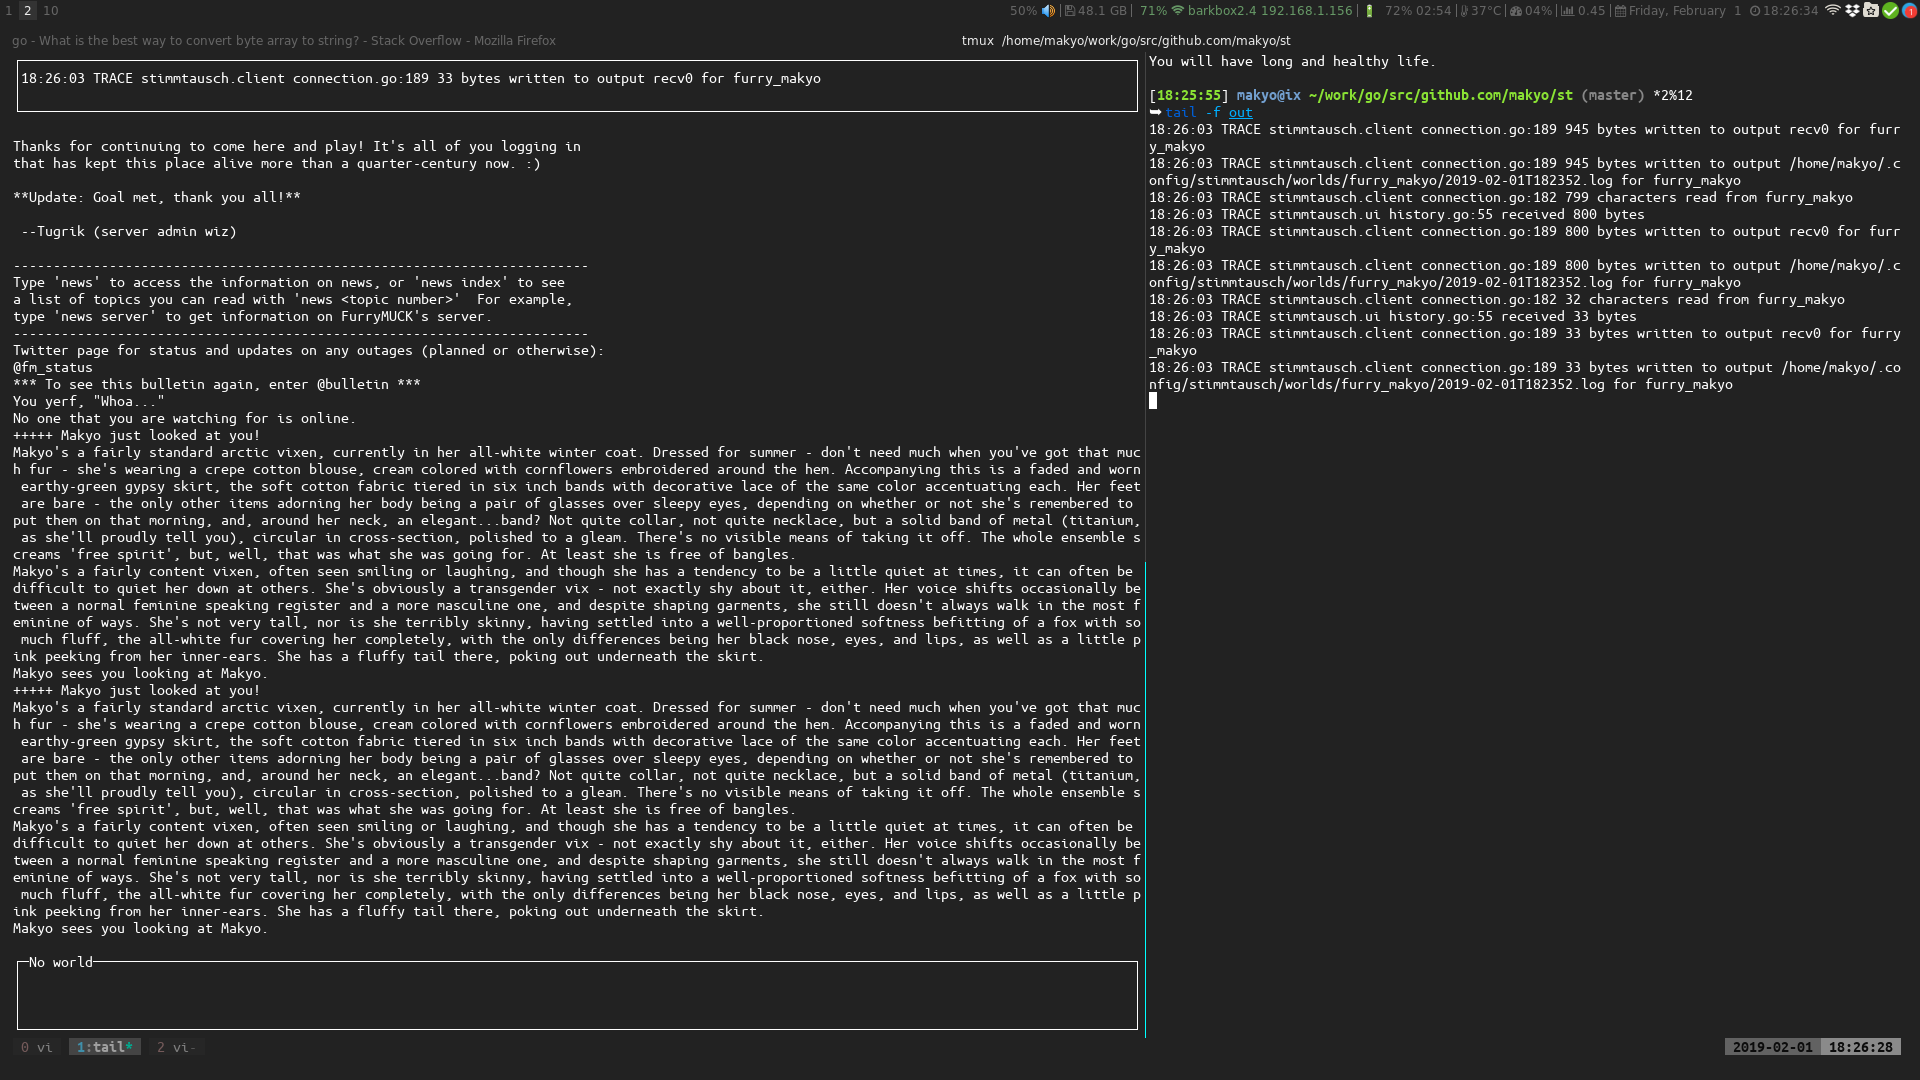 1 2 10
50% 48.1 GB 71% barkbox2.4 192.168.1.156 72% 02:54 37°C 04% 0.45 Friday, February 1 18:26:34
go - What is the best way to convert byte array to string? - Stack Overflow - Mozilla Firefox
tmux /home/makyo/work/go/src/github.com/makyo/st
18:26:03 TRACE stimmtausch.client connection.go:189 33 bytes written to output recv0 for furry_makyo
Thanks for continuing to come here and play! It's all of you logging in
that has kept this place alive more than a quarter-century now. :)
**Update: Goal met, thank you all!**
--Tugrik (server admin wiz)
------------------------------------------------------------------------
Type 'news' to access the information on news, or 'news index' to see
a list of topics you can read with 'news <topic number>'  For example,
type 'news server' to get information on FurryMUCK's server.
------------------------------------------------------------------------
Twitter page for status and updates on any outages (planned or otherwise):
@fm_status
*** To see this bulletin again, enter @bulletin ***
You yerf, "Whoa..."
No one that you are watching for is online.
+++++ Makyo just looked at you!
Makyo's a fairly standard arctic vixen, currently in her all-white winter coat. Dressed for summer - don't need much when you've got that muc
h fur - she's wearing a crepe cotton blouse, cream colored with cornflowers embroidered around the hem. Accompanying this is a faded and worn
earthy-green gypsy skirt, the soft cotton fabric tiered in six inch bands with decorative lace of the same color accentuating each. Her feet
are bare - the only other items adorning her body being a pair of glasses over sleepy eyes, depending on whether or not she's remembered to
put them on that morning, and, around her neck, an elegant...band? Not quite collar, not quite necklace, but a solid band of metal (titanium,
as she'll proudly tell you), circular in cross-section, polished to a gleam. There's no visible means of taking it off. The whole ensemble s
creams 'free spirit', but, well, that was what she was going for. At least she is free of bangles.
Makyo's a fairly content vixen, often seen smiling or laughing, and though she has a tendency to be a little quiet at times, it can often be
difficult to quiet her down at others. She's obviously a transgender vix - not exactly shy about it, either. Her voice shifts occasionally be
tween a normal feminine speaking register and a more masculine one, and despite shaping garments, she still doesn't always walk in the most f
eminine of ways. She's not very tall, nor is she terribly skinny, having settled into a well-proportioned softness befitting of a fox with so
much fluff, the all-white fur covering her completely, with the only differences being her black nose, eyes, and lips, as well as a little p
ink peeking from her inner-ears. She has a fluffy tail there, poking out underneath the skirt.
Makyo sees you looking at Makyo.
+++++ Makyo just looked at you!
Makyo's a fairly standard arctic vixen, currently in her all-white winter coat. Dressed for summer - don't need much when you've got that muc
h fur - she's wearing a crepe cotton blouse, cream colored with cornflowers embroidered around the hem. Accompanying this is a faded and worn
earthy-green gypsy skirt, the soft cotton fabric tiered in six inch bands with decorative lace of the same color accentuating each. Her feet
are bare - the only other items adorning her body being a pair of glasses over sleepy eyes, depending on whether or not she's remembered to
put them on that morning, and, around her neck, an elegant...band? Not quite collar, not quite necklace, but a solid band of metal (titanium,
as she'll proudly tell you), circular in cross-section, polished to a gleam. There's no visible means of taking it off. The whole ensemble s
creams 'free spirit', but, well, that was what she was going for. At least she is free of bangles.
Makyo's a fairly content vixen, often seen smiling or laughing, and though she has a tendency to be a little quiet at times, it can often be
difficult to quiet her down at others. She's obviously a transgender vix - not exactly shy about it, either. Her voice shifts occasionally be
tween a normal feminine speaking register and a more masculine one, and despite shaping garments, she still doesn't always walk in the most f
eminine of ways. She's not very tall, nor is she terribly skinny, having settled into a well-proportioned softness befitting of a fox with so
much fluff, the all-white fur covering her completely, with the only differences being her black nose, eyes, and lips, as well as a little p
ink peeking from her inner-ears. She has a fluffy tail there, poking out underneath the skirt.
Makyo sees you looking at Makyo.
No world
You will have long and healthy life.
[18:25:55] makyo@ix ~/work/go/src/github.com/makyo/st (master) *2%12
➥ tail -f out
18:26:03 TRACE stimmtausch.client connection.go:189 945 bytes written to output recv0 for furr
y_makyo
18:26:03 TRACE stimmtausch.client connection.go:189 945 bytes written to output /home/makyo/.c
onfig/stimmtausch/worlds/furry_makyo/2019-02-01T182352.log for furry_makyo
18:26:03 TRACE stimmtausch.client connection.go:182 799 characters read from furry_makyo
18:26:03 TRACE stimmtausch.ui history.go:55 received 800 bytes
18:26:03 TRACE stimmtausch.client connection.go:189 800 bytes written to output recv0 for furr
y_makyo
18:26:03 TRACE stimmtausch.client connection.go:189 800 bytes written to output /home/makyo/.c
onfig/stimmtausch/worlds/furry_makyo/2019-02-01T182352.log for furry_makyo
18:26:03 TRACE stimmtausch.client connection.go:182 32 characters read from furry_makyo
18:26:03 TRACE stimmtausch.ui history.go:55 received 33 bytes
18:26:03 TRACE stimmtausch.client connection.go:189 33 bytes written to output recv0 for furry
_makyo
18:26:03 TRACE stimmtausch.client connection.go:189 33 bytes written to output /home/makyo/.co
nfig/stimmtausch/worlds/furry_makyo/2019-02-01T182352.log for furry_makyo
0 vi 1:tail* 2 vi-
2019-02-01 18:26:28